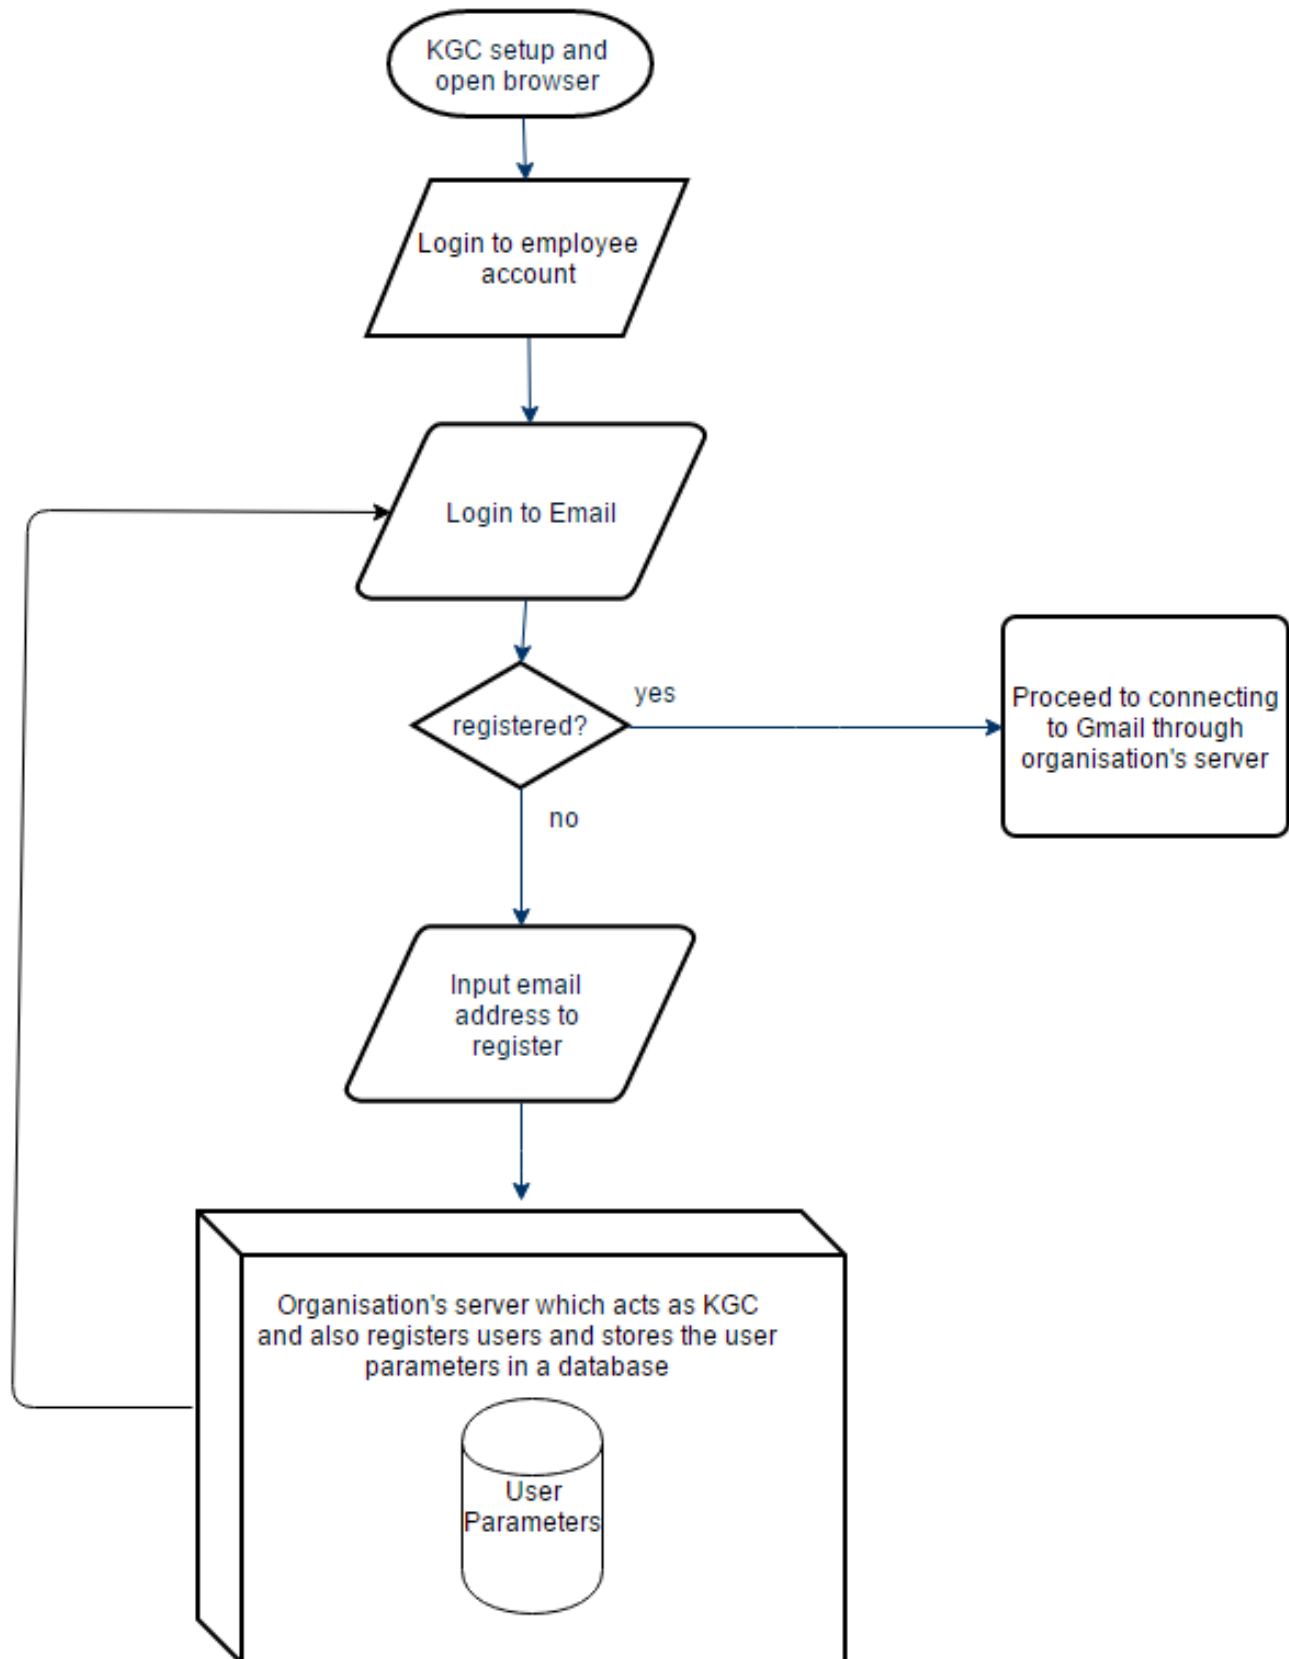 KGC setup and
open browser
Login to employee
account
Login to Email
registered?
yes
Proceed to connecting
to Gmail through
organisation's server
no
Input email
address to
register
Organisation's server which acts as KGC
and also registers users and stores the user
parameters in a database
User
Parameters